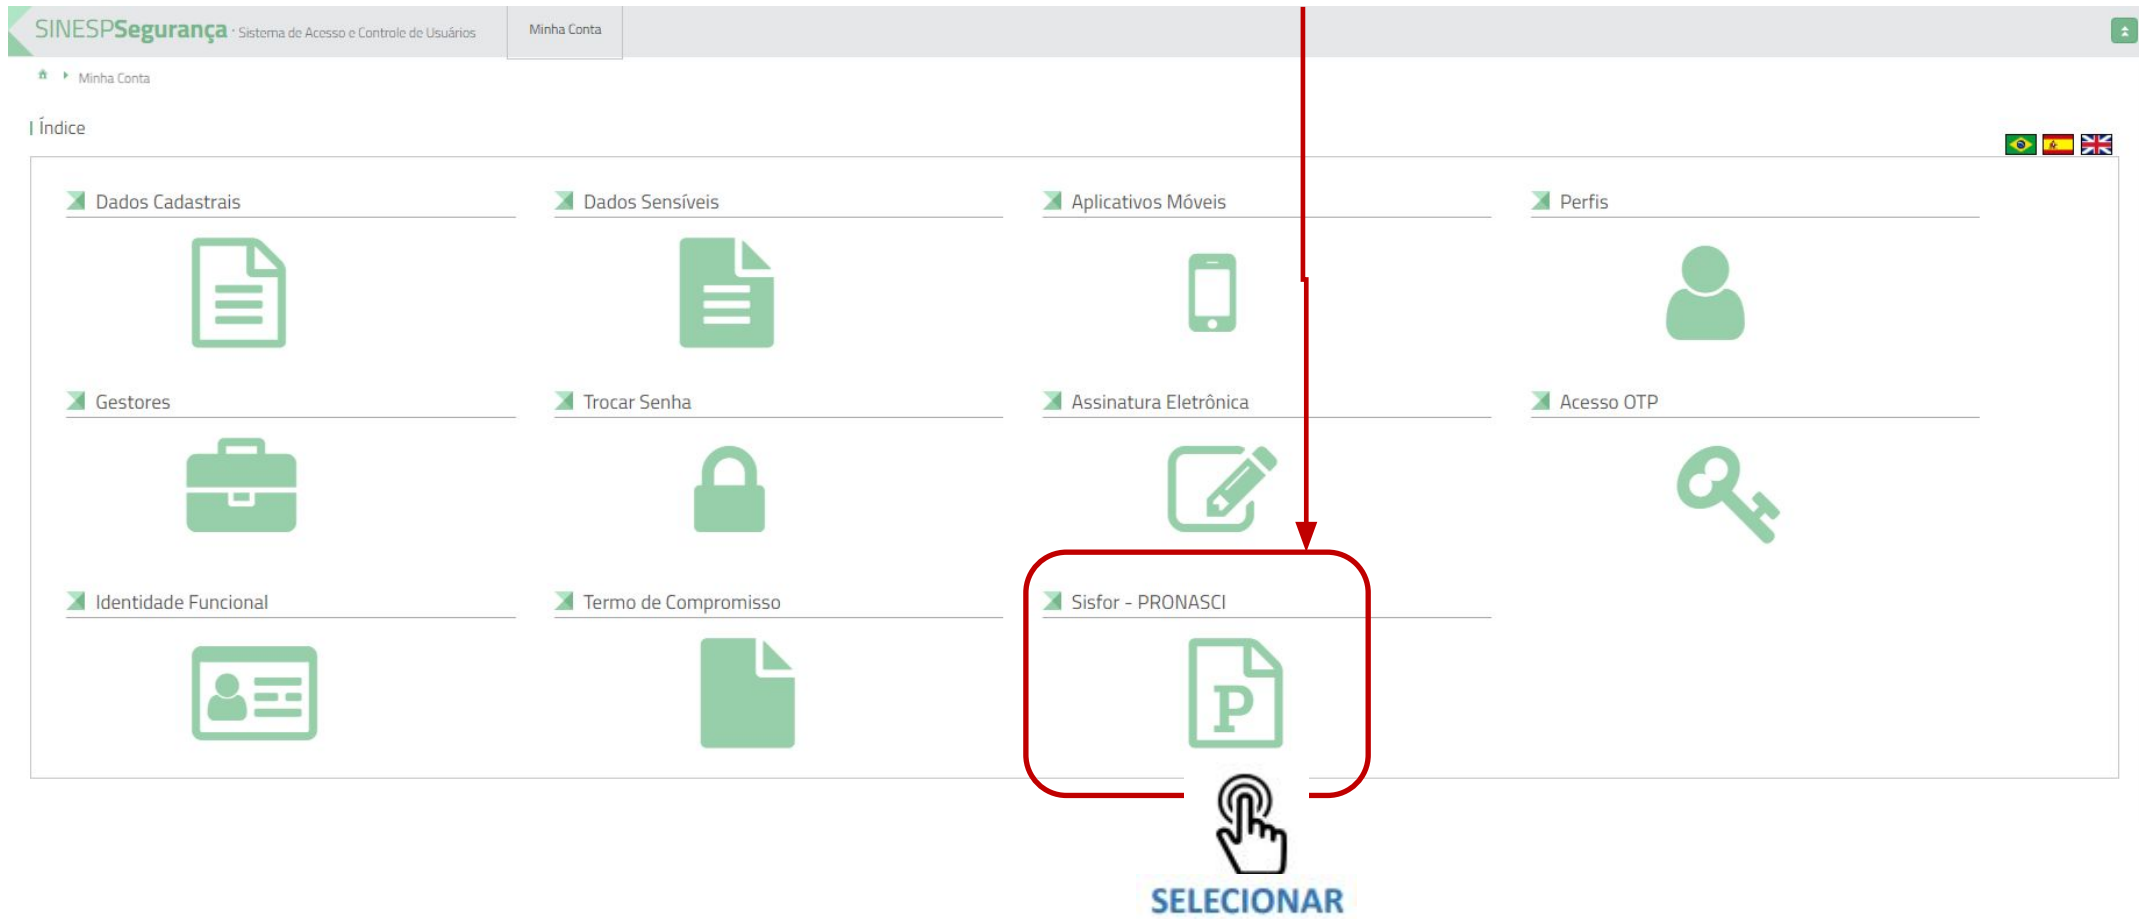 SINESPSegurança · Sistema de Acesso e Controle de Usuários Minha Conta
Minha Conta
Índice
Dados Cadastrais Dados Sensíveis Aplicativos Móveis Perfis
Gestores Trocar Senha Assinatura Eletrônica Acesso OTP
Identidade Funcional Termo de Compromisso Sisfor - PRONASCI
P
SELECIONAR